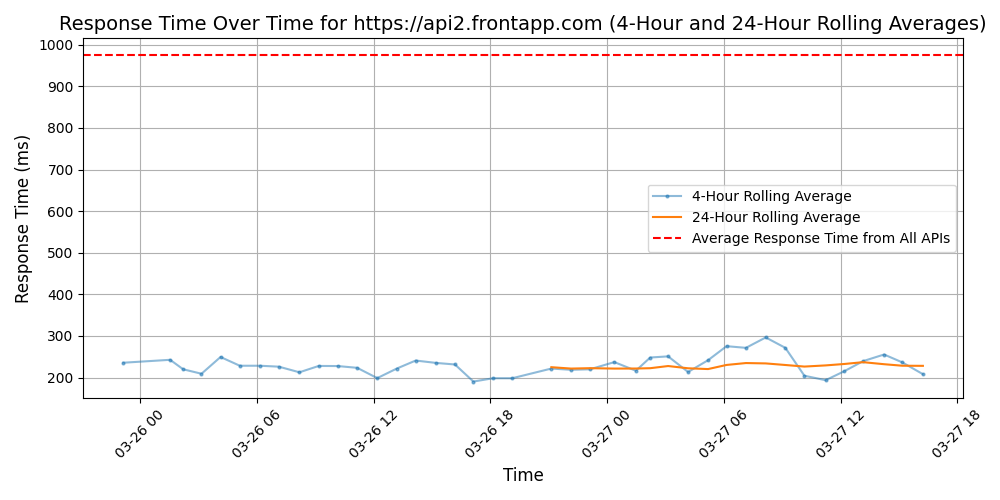 Response Time Over Time for https://api2.frontapp.com (4-Hour and 24-Hour Rolling Averages)
Response Time (ms)
1000
900
800
700
600
500
400
300
200
4-Hour Rolling Average
24-Hour Rolling Average
Average Response Time from All APIs
03-26 00
03-26 06
03-26 12
03-26 18
03-27 00
03-27 06
03-27 12
03-27 18
Time